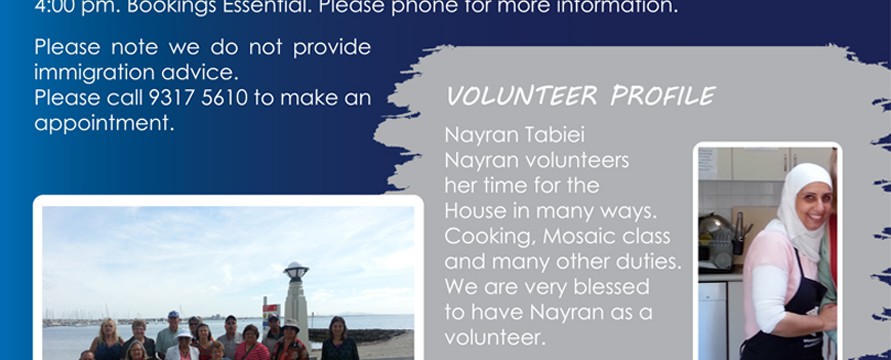 4:00 pm. Bookings Essential. Please phone for more information.
Please note we do not provide
immigration advice.
Please call 9317 5610 to make an
appointment.
VOLUNTEER PROFILE
Nayran Tabiei
Nayran volunteers
her time for the
House in many ways.
Cooking, Mosaic class
and many other duties.
We are very blessed
to have Nayran as a
volunteer.